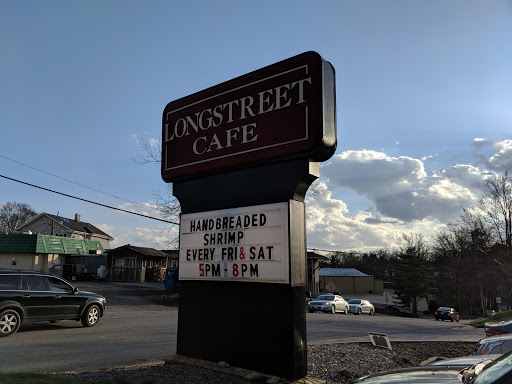 LONGSTREET
CAFE
HANDBREADED
SHRIMP
EVERY FRI & SAT
5PM - 8PM